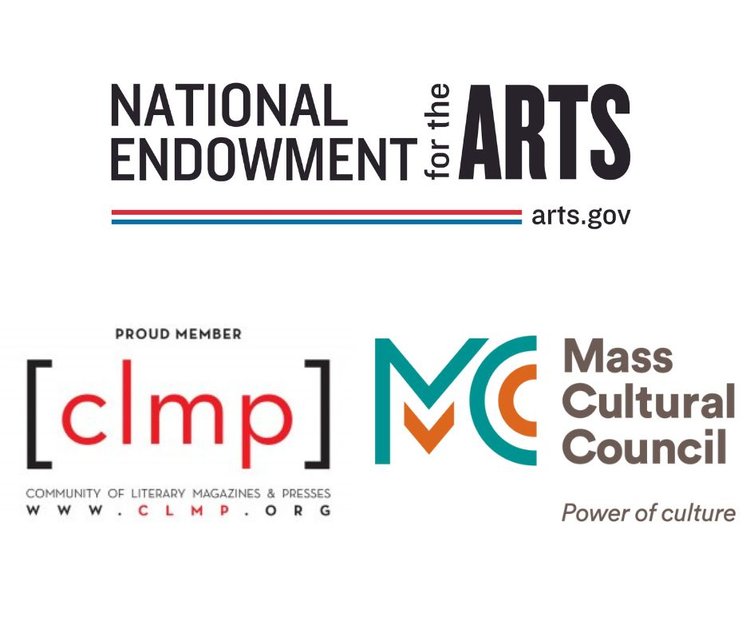 NATIONAL
ENDOWMENT
for the
ARTS
arts.gov
PROUD MEMBER
[clmp]
COMMUNITY OF LITERARY MAGAZINES & PRESSES
WWW.CLMP.ORG
MCC
Mass
Cultural
Council
Power of culture